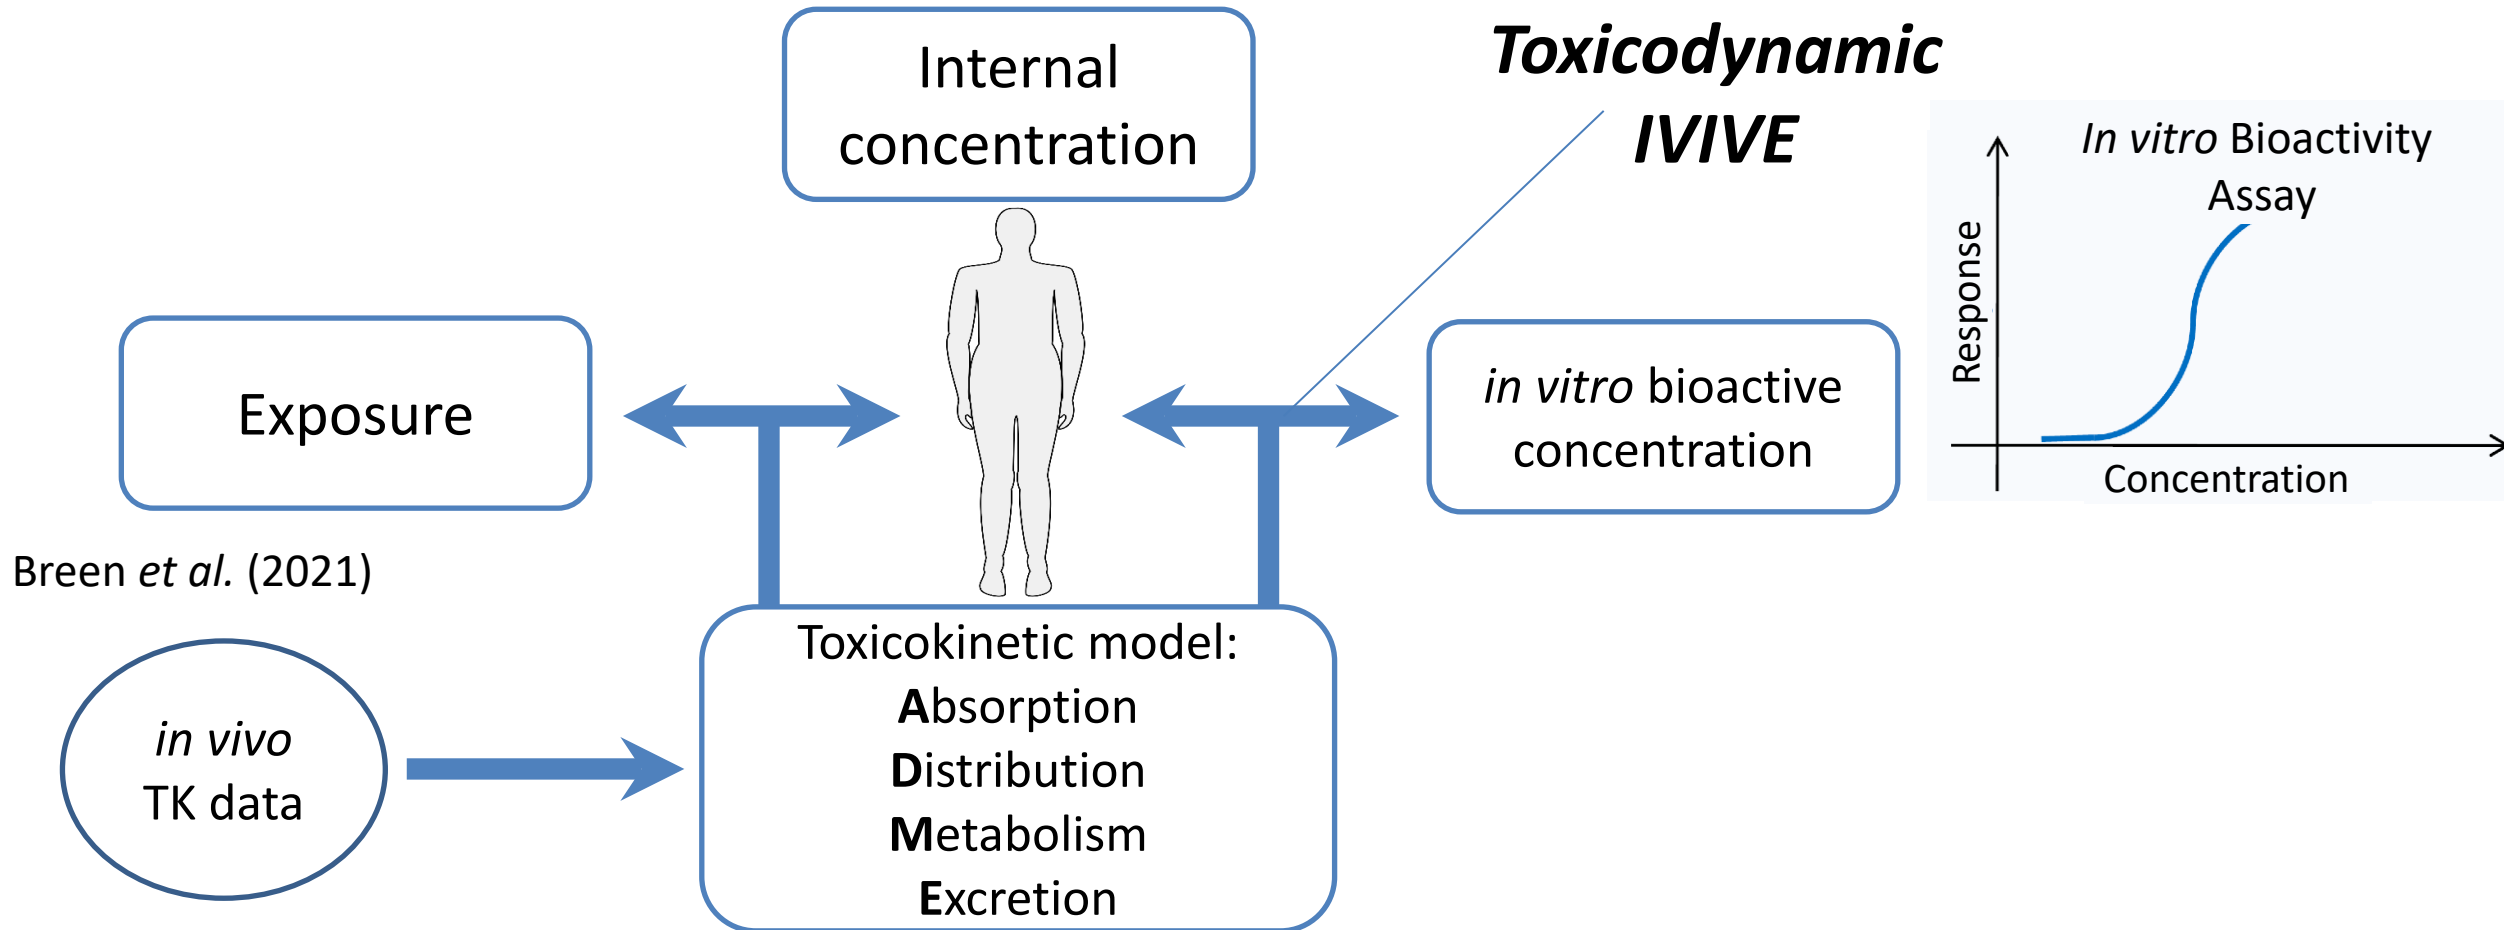 Internal
concentration
Toxicodynamic
IVIVE
In vitro Bioactivity
Assay
Response
Concentration
Exposure
in vitro bioactive
concentration
Breen et al. (2021)
in vivo
TK data
Toxicokinetic model:
Absorption
Distribution
Metabolism
Excretion